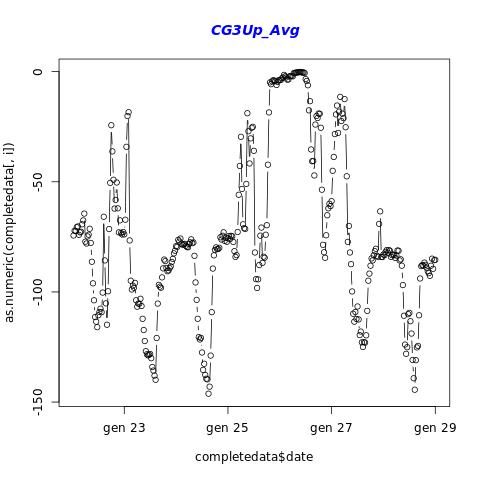 CG3Up_Avg
as.numeric(completedata[, i])
0
-50
-100
-150
gen 23
gen 25
gen 27
gen 29
completedata$date